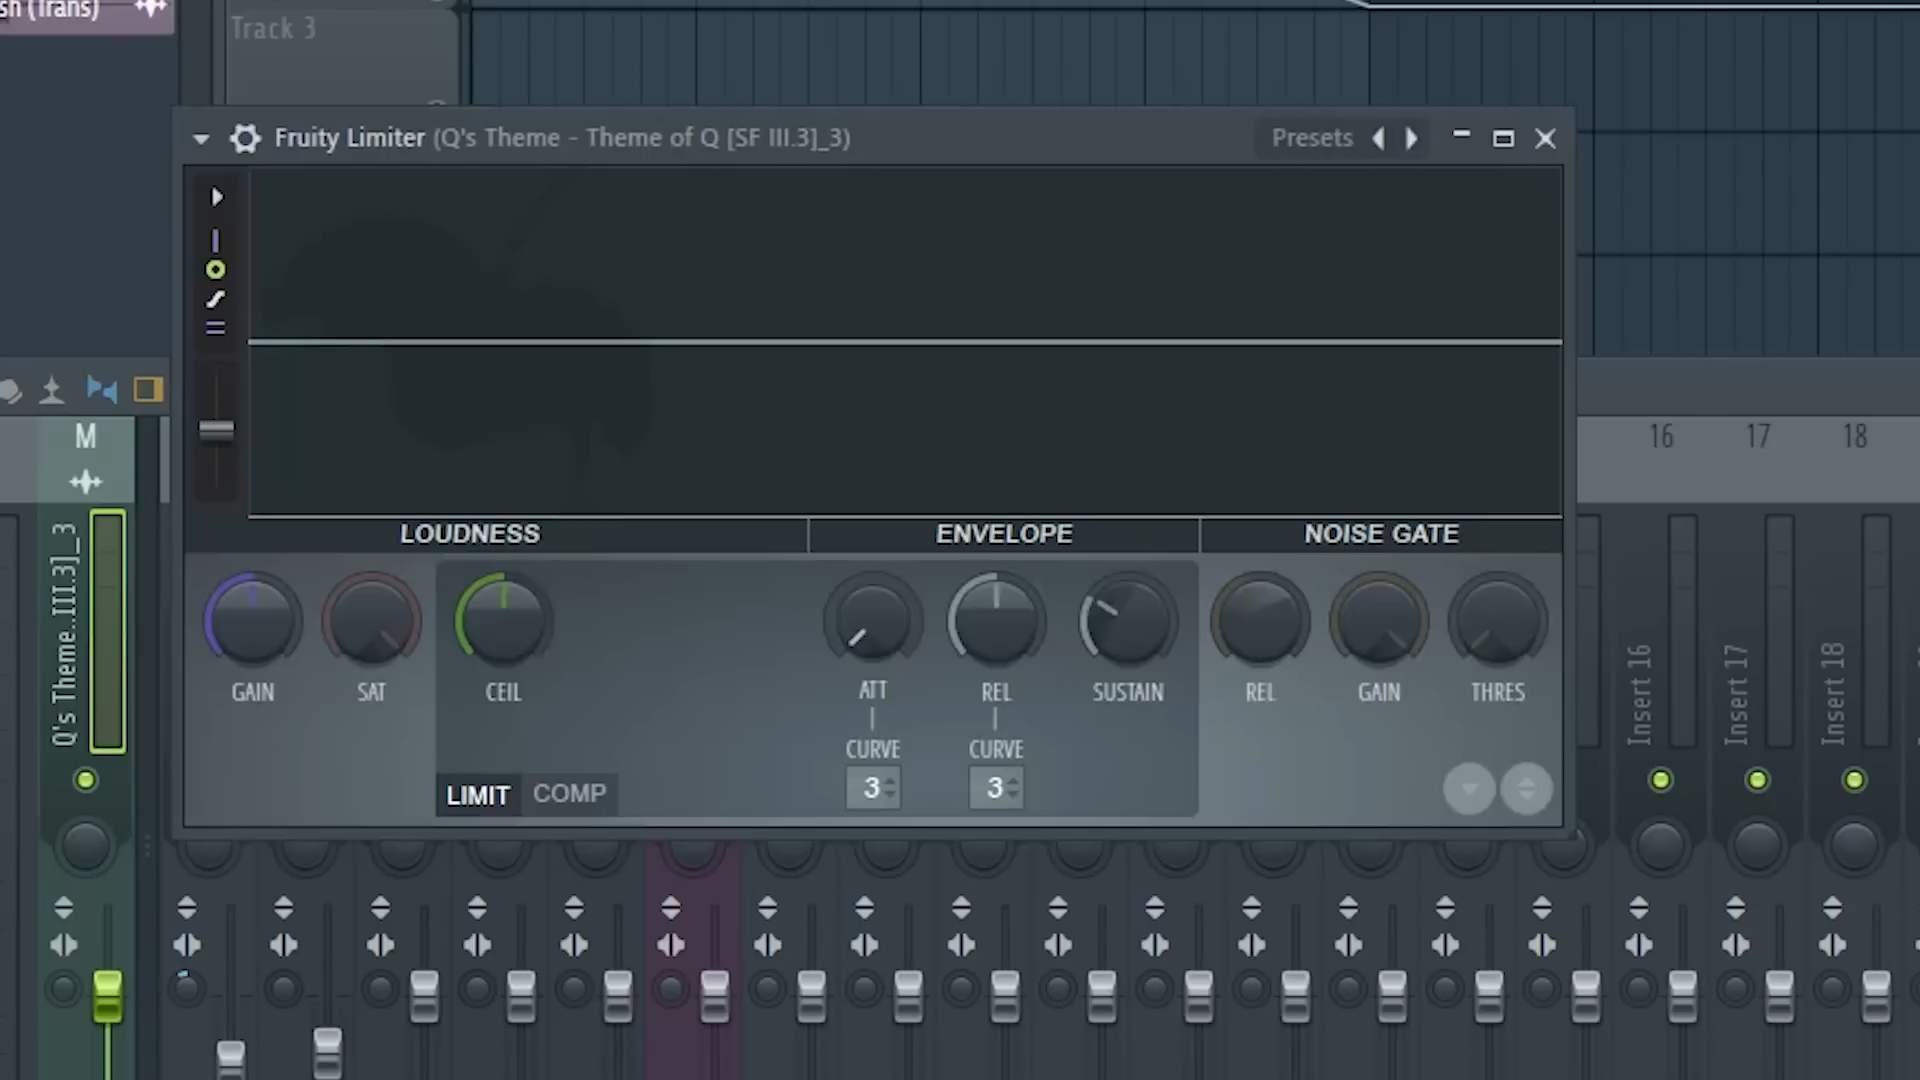 sh (Trans)
Track 3
Fruity Limiter (Q's Theme - Theme of Q [SF III.3]_3)
Presets
M
16 17 18
Q's Theme..III.3]_3
LOUDNESS
ENVELOPE
NOISE GATE
GAIN
SAT
CEIL
ATT
REL
SUSTAIN
REL
GAIN
THRES
CURVE
CURVE
3
3
LIMIT
COMP
Insert 16
Insert 17
Insert 18